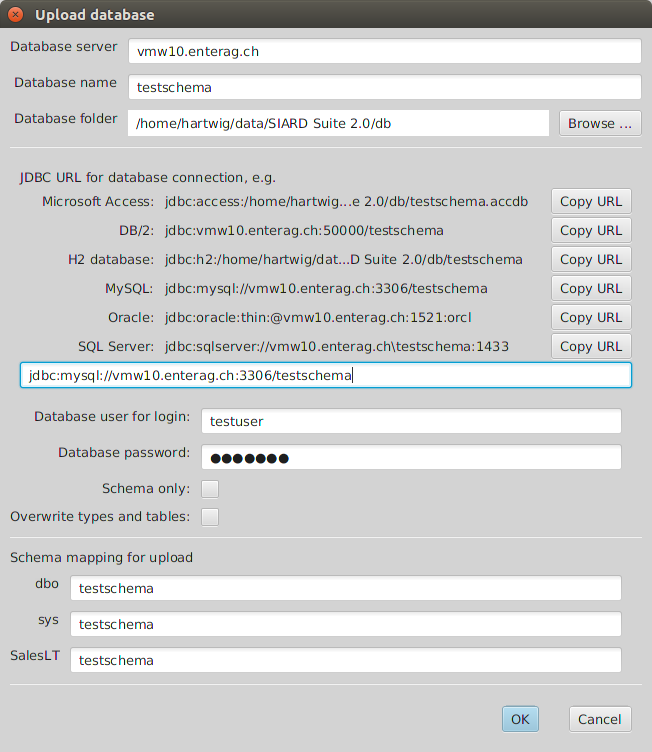 Upload database
Database server vmw10.enterag.ch
Database name testschema
Database folder /home/hartwig/data/SIARD Suite 2.0/db Browse ...
JDBC URL for database connection, e.g.
Microsoft Access: jdbc:access:/home/hartwig...e 2.0/db/testschema.accdb Copy URL
DB/2: jdbc:vmw10.enterag.ch:50000/testschema Copy URL
H2 database: jdbc:h2:/home/hartwig/dat...D Suite 2.0/db/testschema Copy URL
MySQL: jdbc:mysql://vmw10.enterag.ch:3306/testschema Copy URL
Oracle: jdbc:oracle:thin:@vmw10.enterag.ch:1521:orcl Copy URL
SQL Server: jdbc:sqlserver://vmw10.enterag.ch\testschema:1433 Copy URL
jdbc:mysql://vmw10.enterag.ch:3306/testschema
Database user for login: testuser
Database password: ●●●●●●●
Schema only:
Overwrite types and tables:
Schema mapping for upload
dbo testschema
sys testschema
SalesLT testschema
OK Cancel